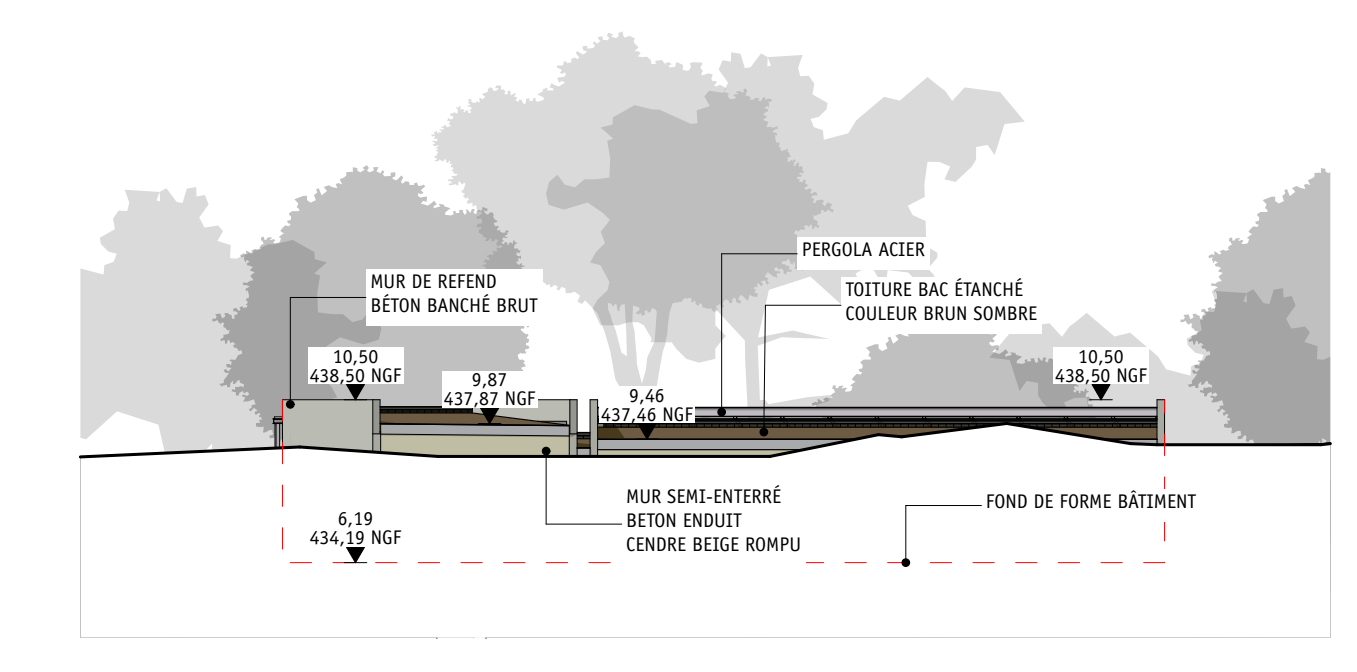 PERGOLA ACIER
MUR DE REFEND
BÉTON BANCHÉ BRUT
TOITURE BAC ÉTANCHÉ
COULEUR BRUN SOMBRE
10,50
438,50 NGF
9,87
437,87 NGF
9,46
437,46 NGF
10,50
438,50 NGF
MUR SEMI-ENTERRÉ
BETON ENDUIT
CENDRE BEIGE ROMPU
FOND DE FORME BÂTIMENT
6,19
434,19 NGF